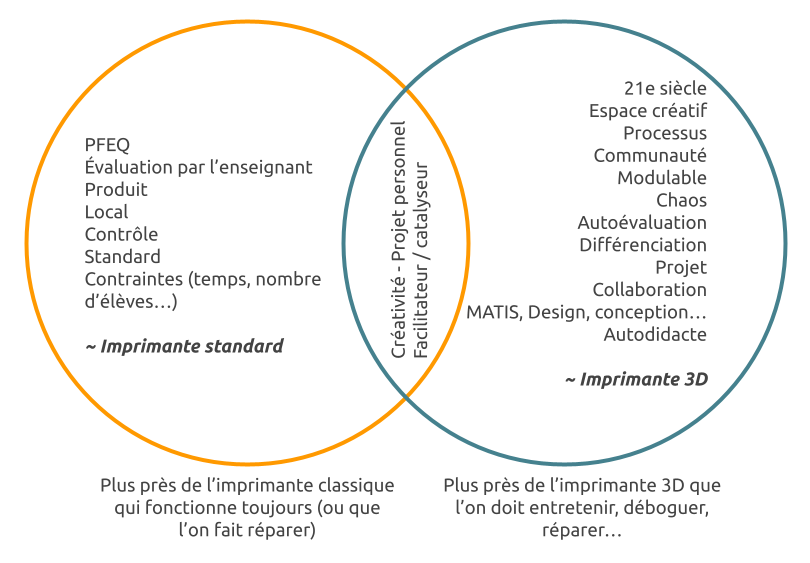 PFEQ
Évaluation par l'enseignant
Produit
Local
Contrôle
Standard
Contraintes (temps, nombre
d'élèves…)
~ Imprimante standard
Créativité - Projet personnel
Facilitateur / catalyseur
21e siècle
Espace créatif
Processus
Communauté
Modulable
Chaos
Autoévaluation
Différenciation
Projet
Collaboration
MATIS, Design, conception…
Autodidacte
~ Imprimante 3D
Plus près de l'imprimante classique
qui fonctionne toujours (ou que
l'on fait réparer)
Plus près de l'imprimante 3D que
l'on doit entretenir, déboguer,
réparer…